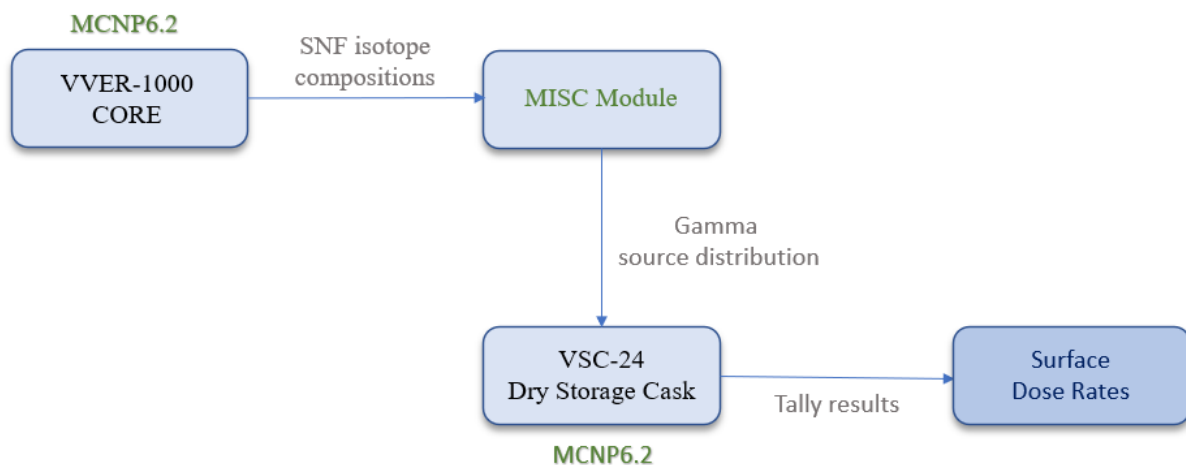 MCNP6.2
VVER-1000
CORE
SNF isotope
compositions
MISC Module
Gamma
source distribution
VSC-24
Dry Storage Cask
MCNP6.2
Tally results
Surface
Dose Rates